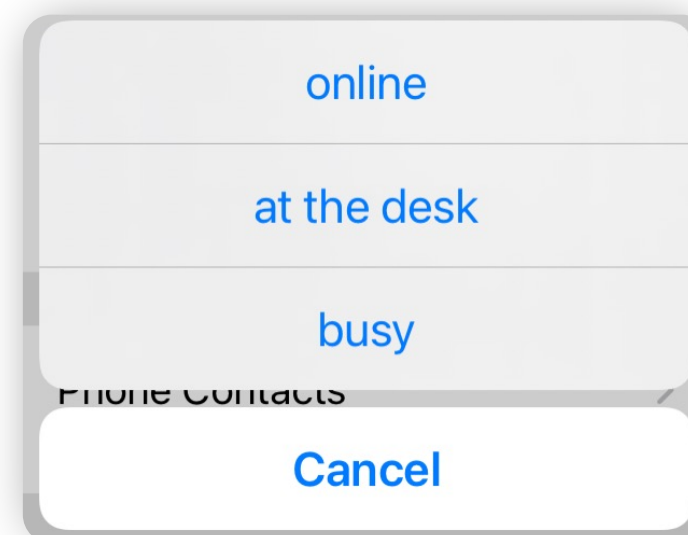 online
at the desk
busy
Phone Contacts
Cancel